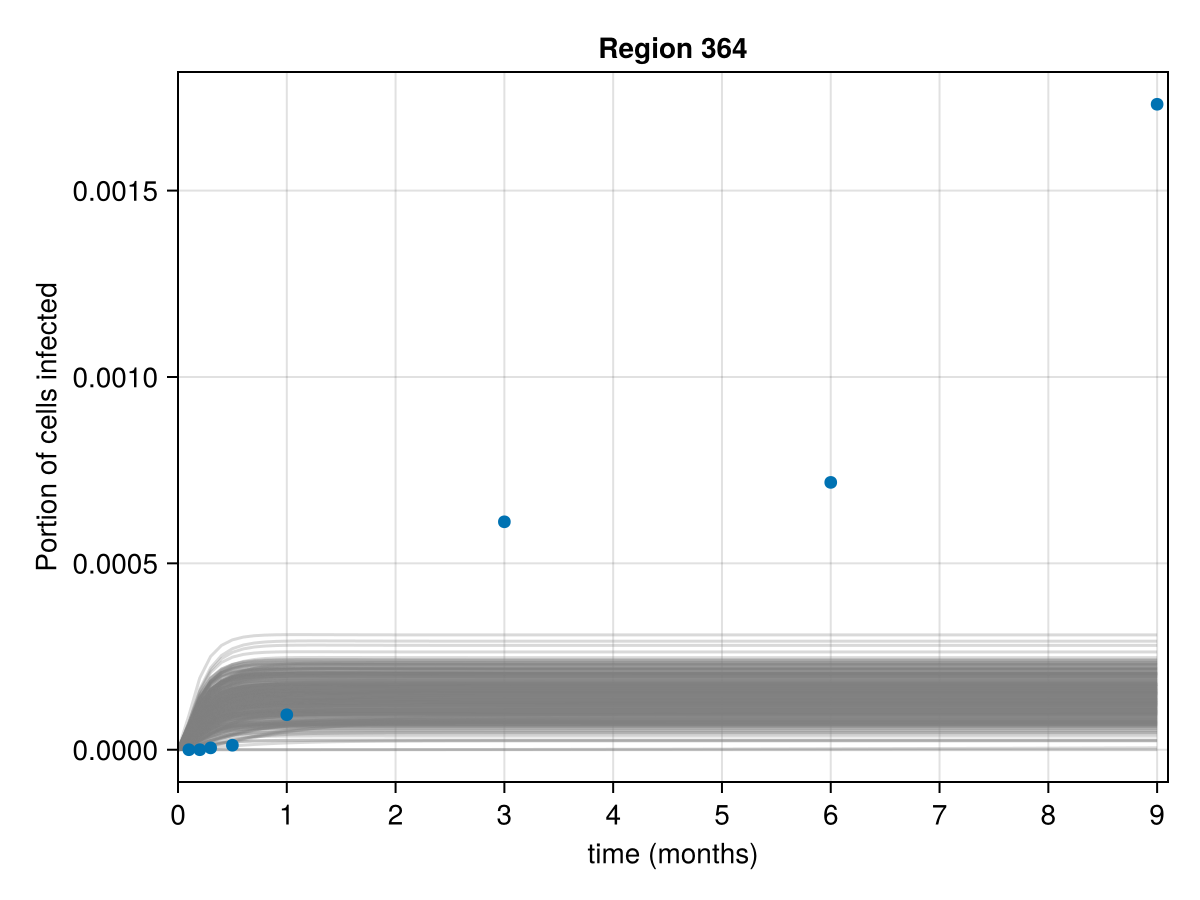 Region 364
Portion of cells infected
0.0015
0.0010
0.0005
0.0000
0 1 2 3 4 5 6 7 8 9
time (months)